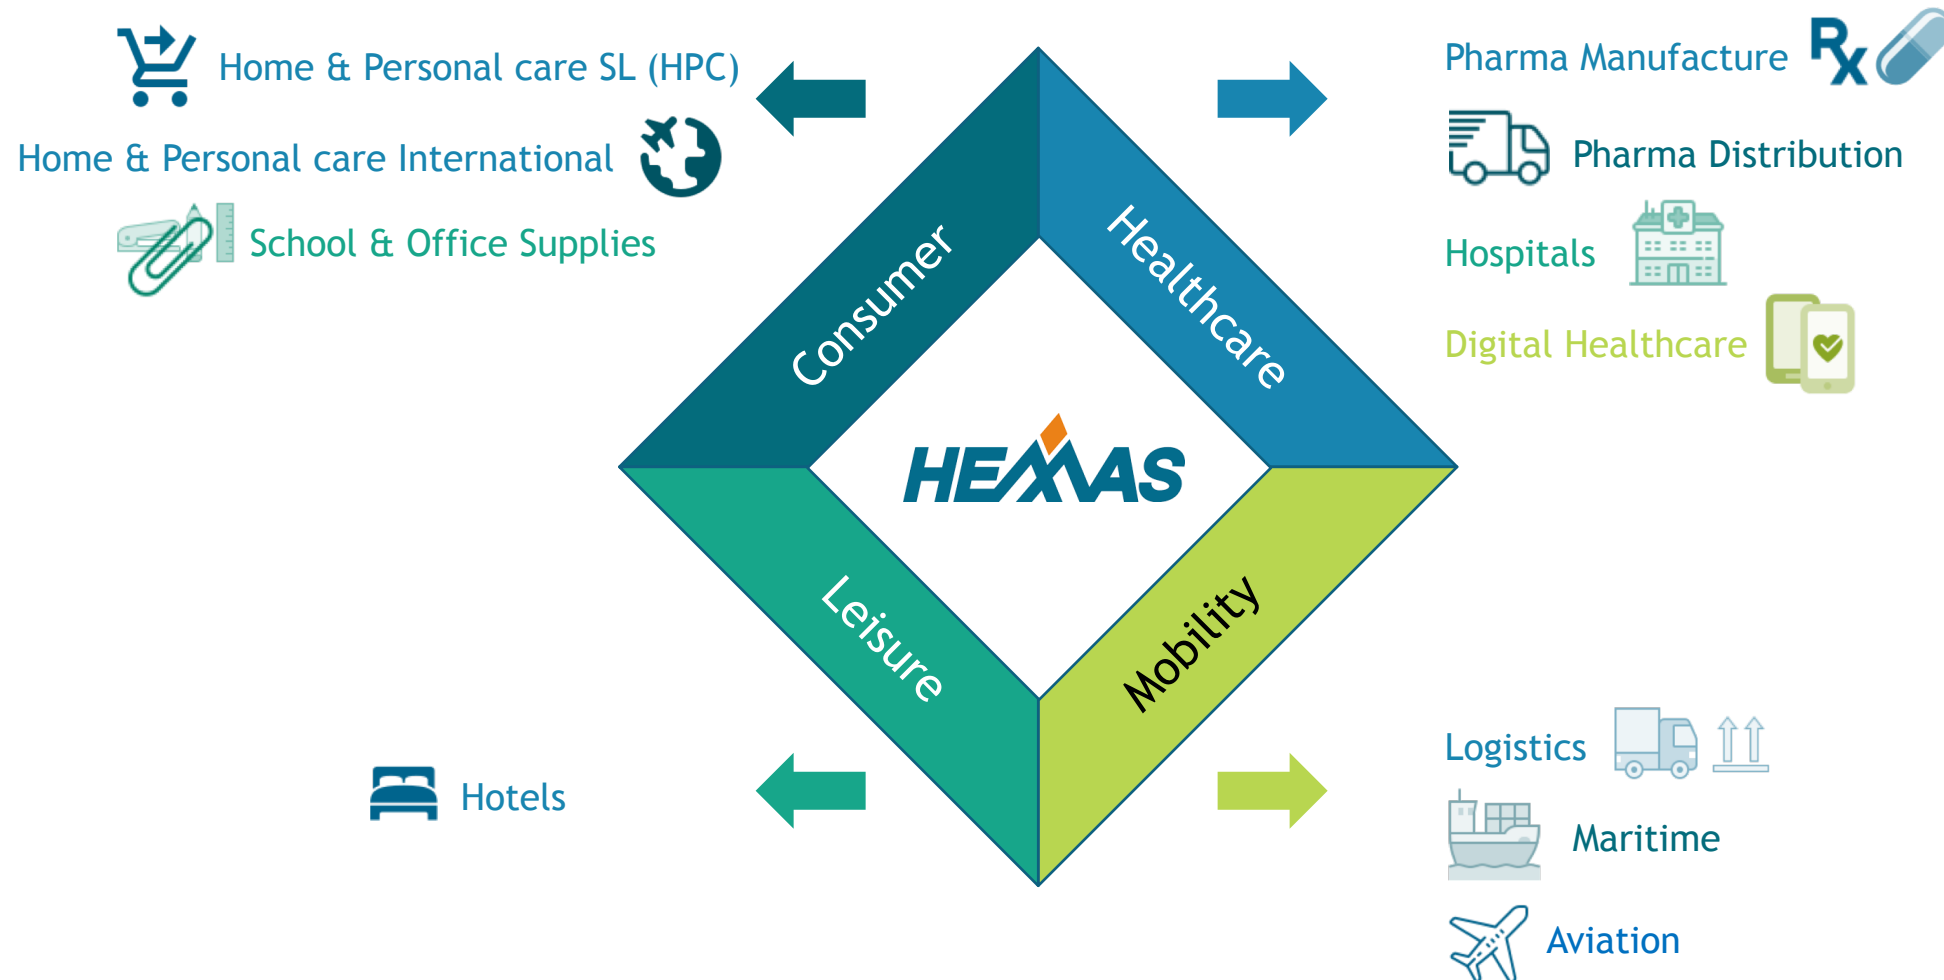 Home & Personal care SL (HPC)
Home & Personal care International
School & Office Supplies
Pharma Manufacture Rx
Pharma Distribution
Hospitals
Digital Healthcare
Consumer
Healthcare
HEMAS
Leisure
Mobility
Hotels
Logistics
Maritime
Aviation